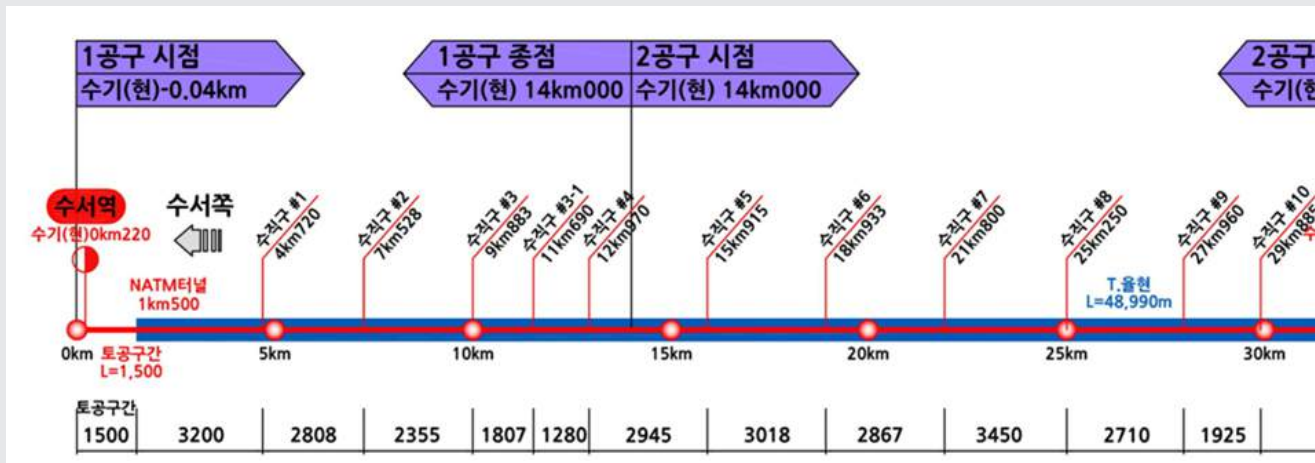 1공구 시점
수기(현)-0.04km
1공구 종점
수기(현) 14km000
2공구 시점
수기(현) 14km000
2공구
수기(현
수서역
수기(현)0km220
수서쪽
수직구 #1
4km720
수직구 #2
7km528
수직구 #3
9km883
수직구 #3-1
11km690
수직구 #4
12km970
수직구 #5
15km915
수직구 #6
18km933
수직구 #7
21km800
수직구 #8
25km250
수직구 #9
27km960
수직구 #10
NATM터널
1km500
T.율현
L=48,990m
0km
5km
10km
15km
20km
25km
30km
토공구간
L=1,500
토공구간
1500 3200 2808 2355 1807 1280 2945 3018 2867 3450 2710 1925